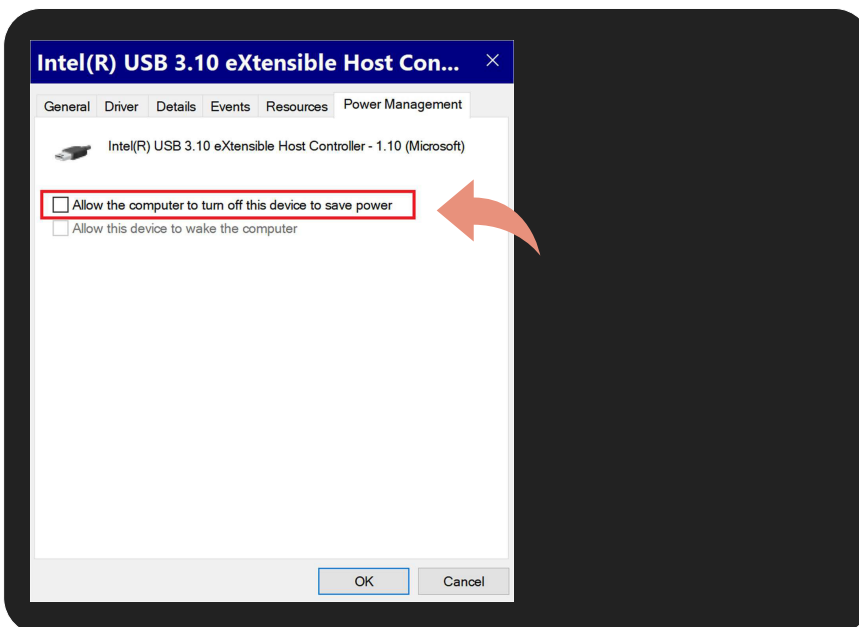 Intel(R) USB 3.10 eXtensible Host Con...
General Driver Details Events Resources Power Management
Intel(R) USB 3.10 eXtensible Host Controller - 1.10 (Microsoft)
Allow the computer to turn off this device to save power
Allow this device to wake the computer
OK Cancel